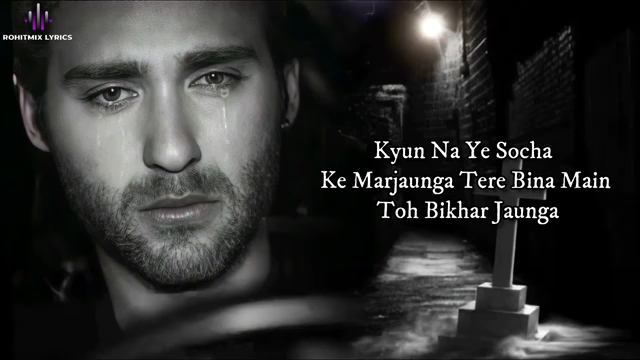 ROHITMIX LYRICS
Kyun Na Ye Socha
Ke Marjaunga Tere Bina Main
Toh Bikhar Jaunga